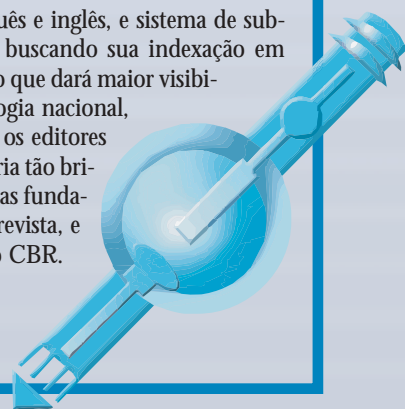 uês e inglês, e sistema de sub-
buscando sua indexação em
o que dará maior visibi-
ogia nacional,
os editores
ria tão bri-
as funda-
revista, e
o CBR.